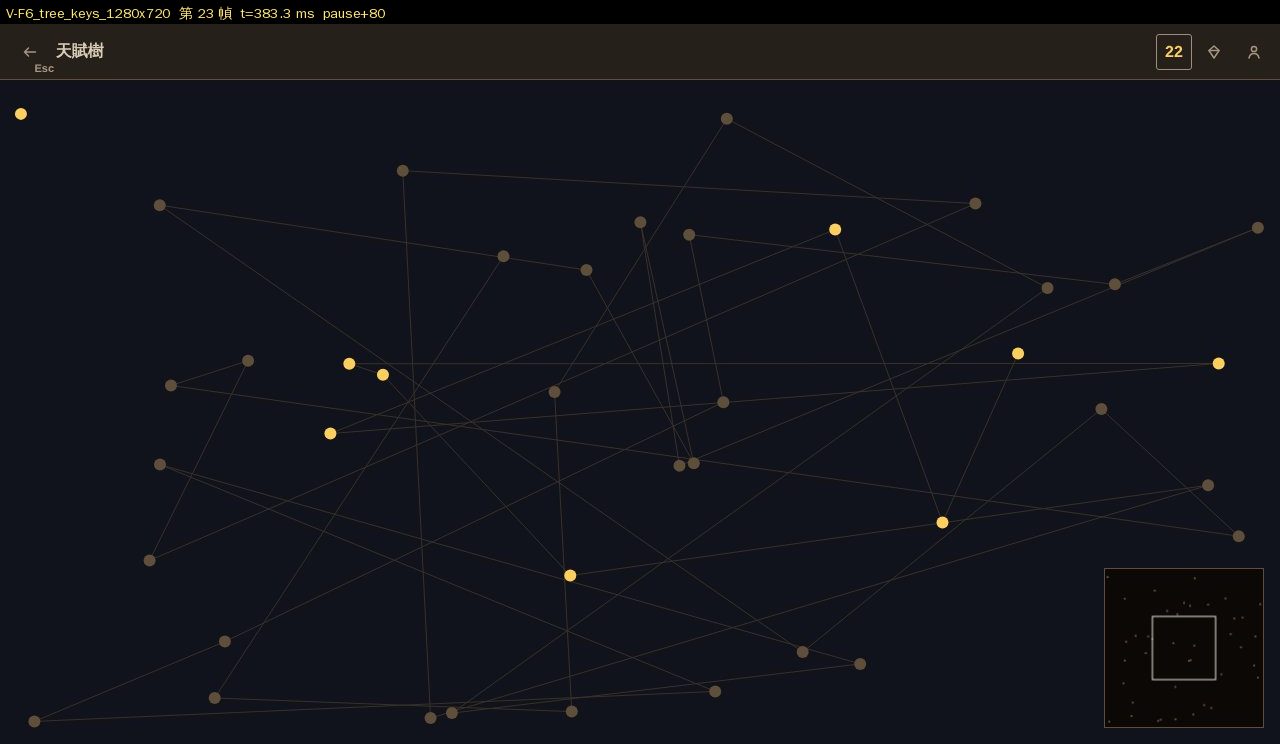 V-F6_tree_keys_1280x720 第 23 幀 t=383.3 ms pause+80
天賦樹
Esc
22